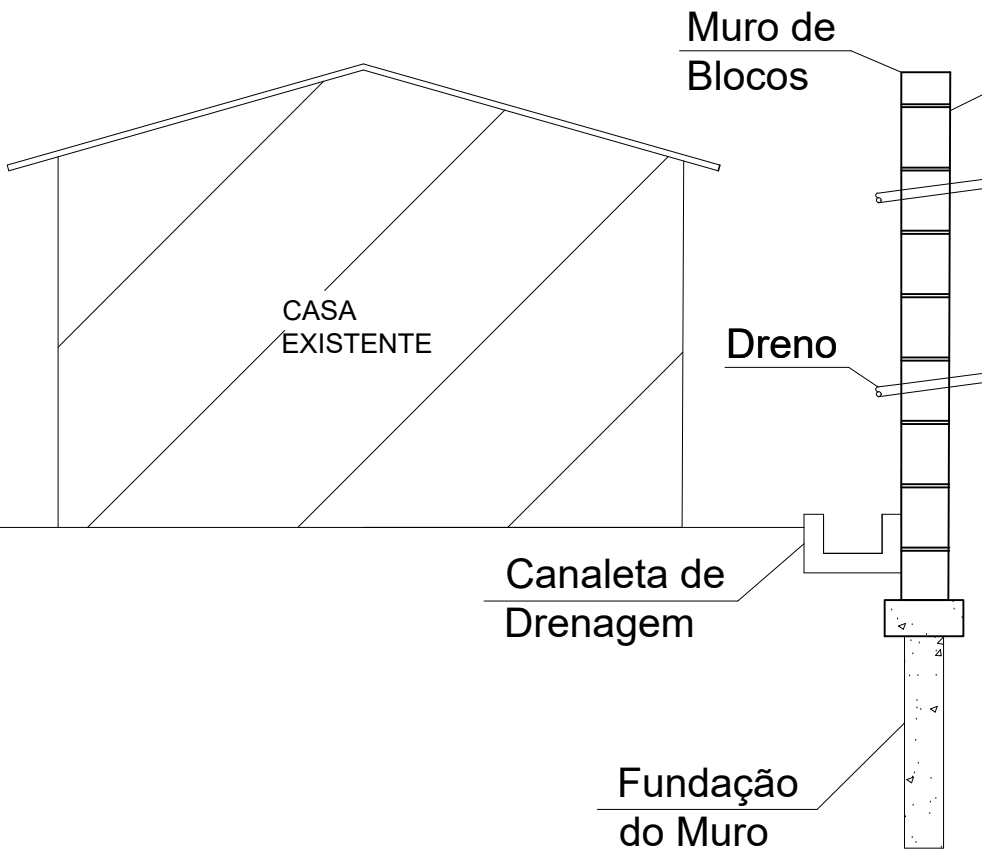 Muro de
Blocos
CASA
EXISTENTE
Dreno
Canaleta de
Drenagem
Fundação
do Muro